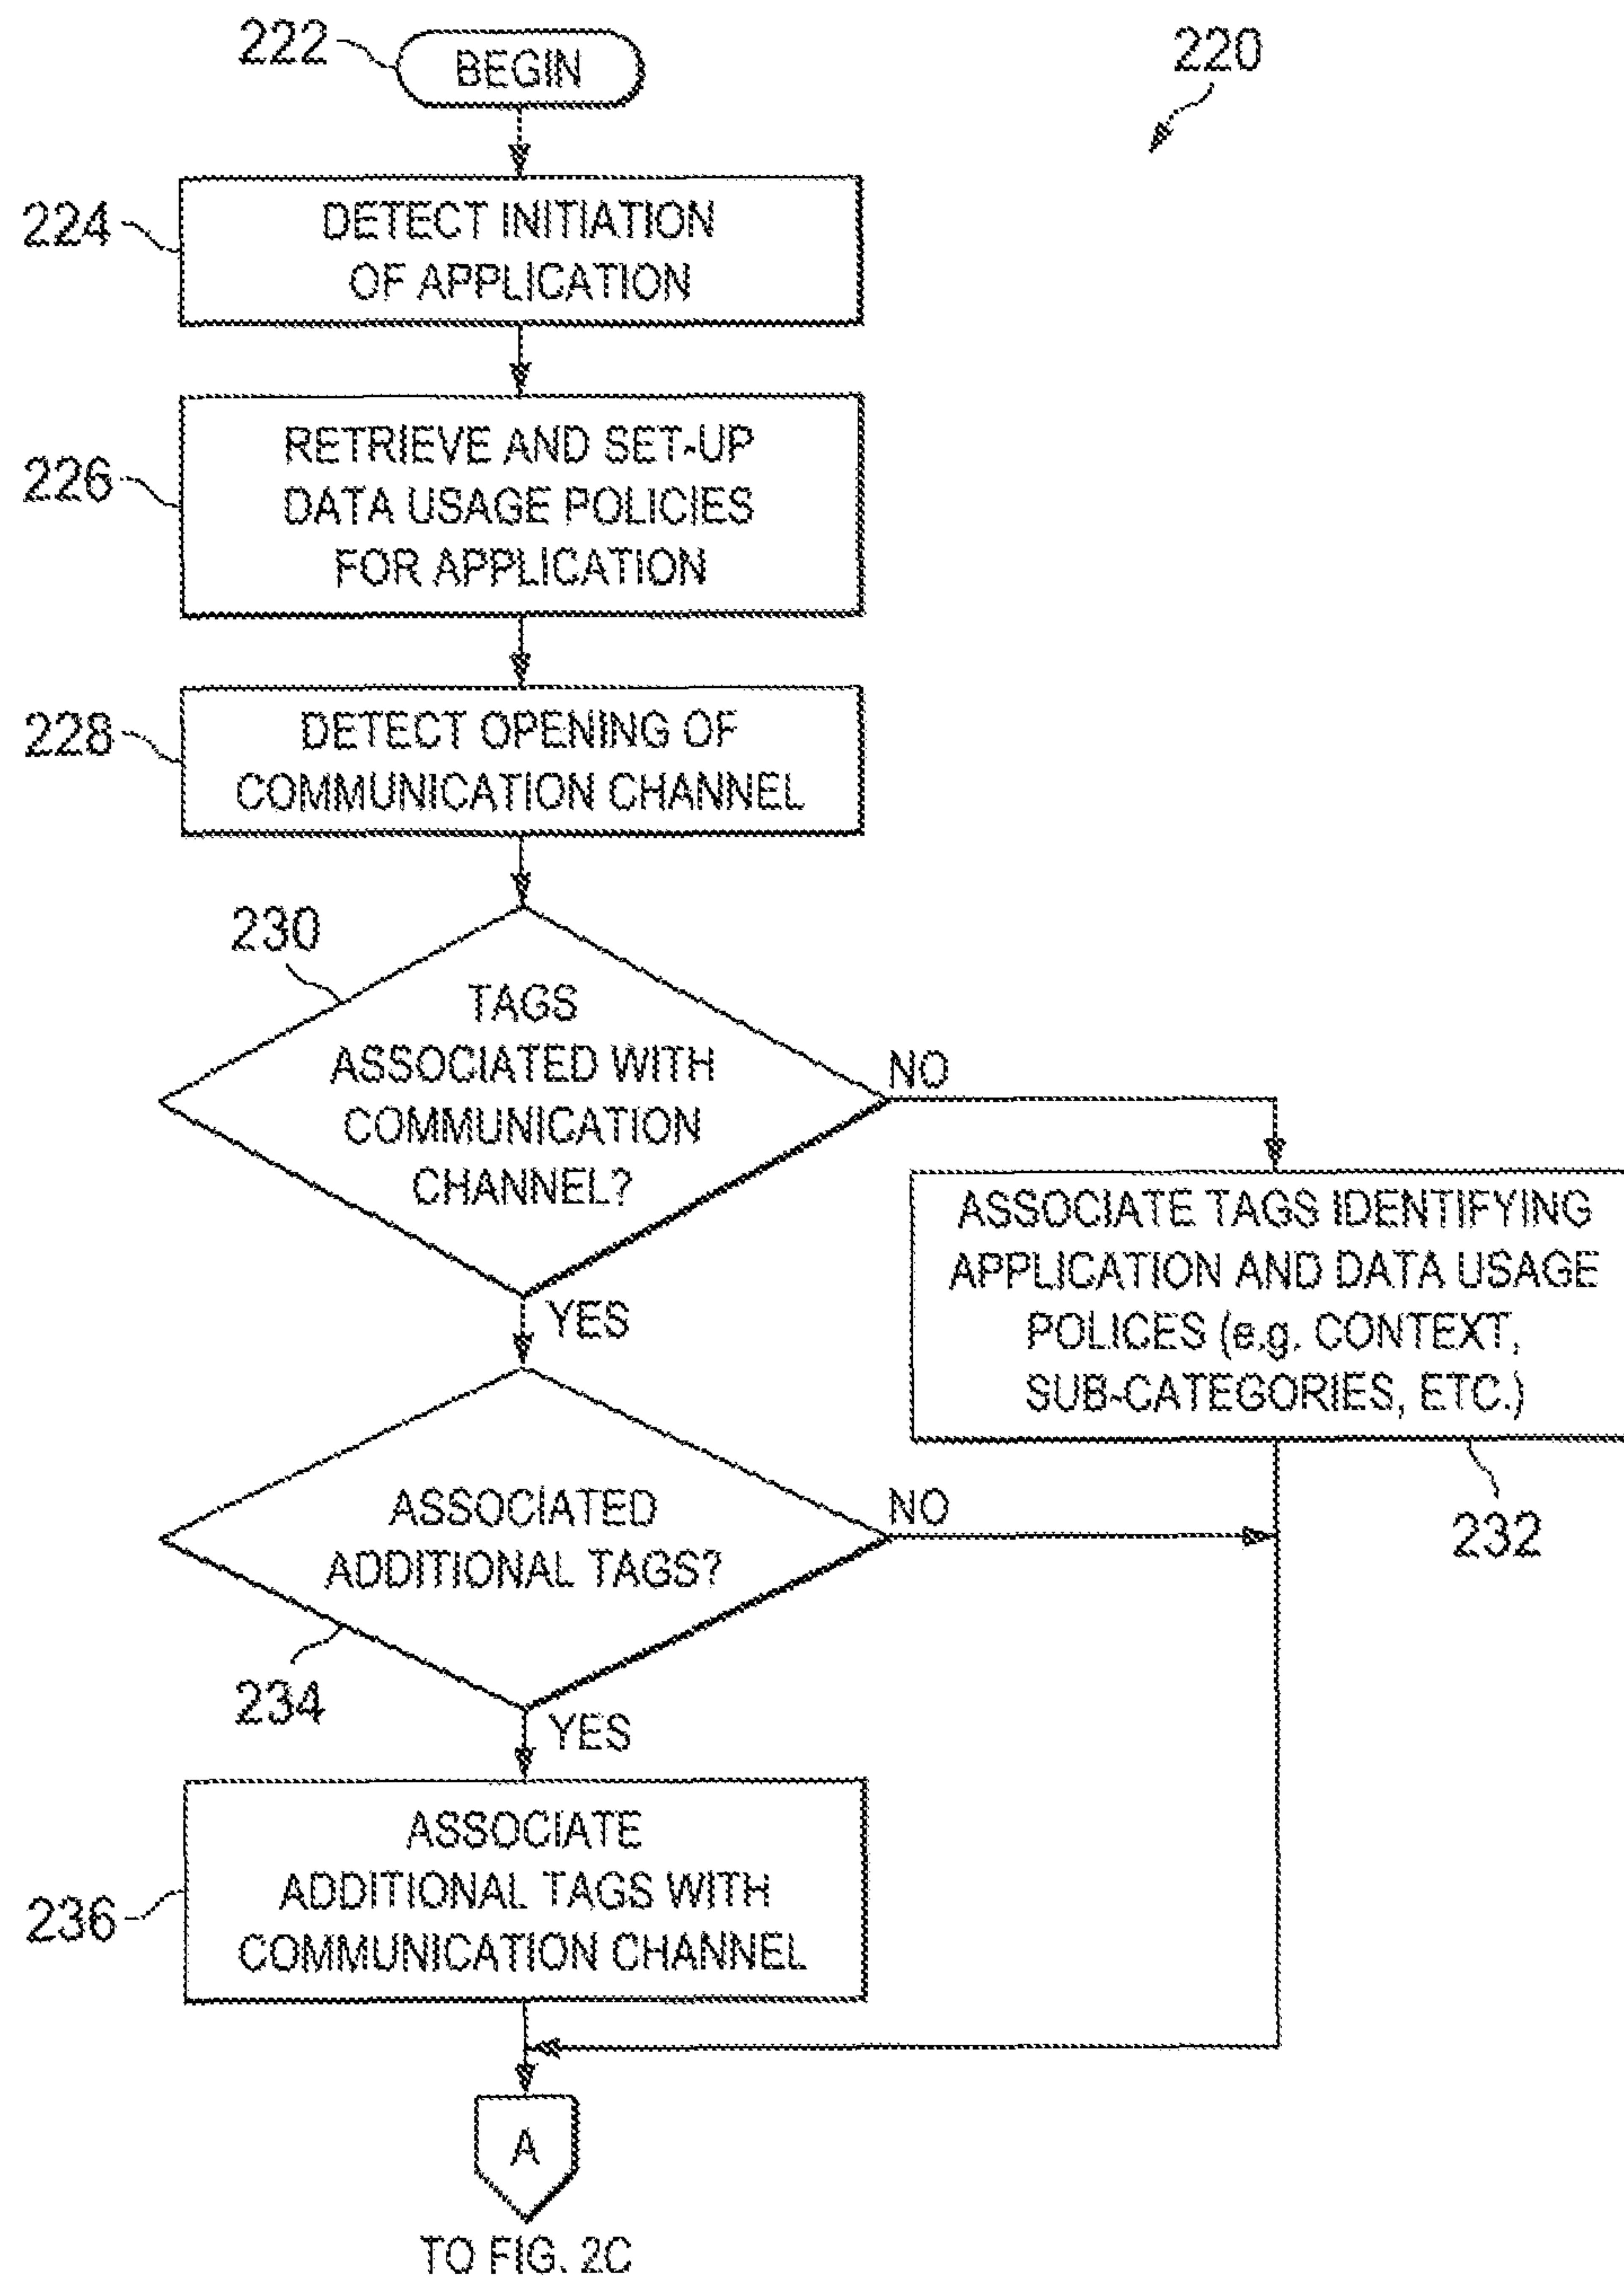 222
BEGIN
220
224
DETECT INITIATION
OF APPLICATION
226
RETRIEVE AND SET-UP
DATA USAGE POLICIES
FOR APPLICATION
228
DETECT OPENING OF
COMMUNICATION CHANNEL
230
TAGS
ASSOCIATED WITH
COMMUNICATION
CHANNEL?
NO
YES
ASSOCIATE TAGS IDENTIFYING
APPLICATION AND DATA USAGE
POLICES (e.g. CONTEXT,
SUB-CATEGORIES, ETC.)
232
ASSOCIATED
ADDITIONAL TAGS?
NO
234
YES
236
ASSOCIATE
ADDITIONAL TAGS WITH
COMMUNICATION CHANNEL
A
TO FIG. 2C